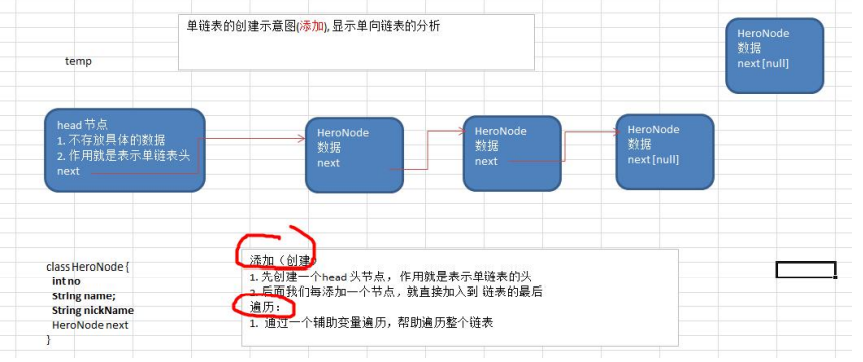 单链表的创建示意图(添加), 显示单向链表的分析
HeroNode
数据
next [null]
temp
head 节点
1. 不存放具体的数据
2. 作用就是表示单链表头
next
HeroNode
数据
next
HeroNode
数据
next
HeroNode
数据
next [null]
class HeroNode {
int no
String name;
String nickName
HeroNode next
}
添加（创建）
1. 先创建一个head 头节点， 作用就是表示单链表的头
2. 后面我们每添加一个节点，就直接加入到 链表的最后
遍历：
1. 通过一个辅助变量遍历，帮助遍历整个链表